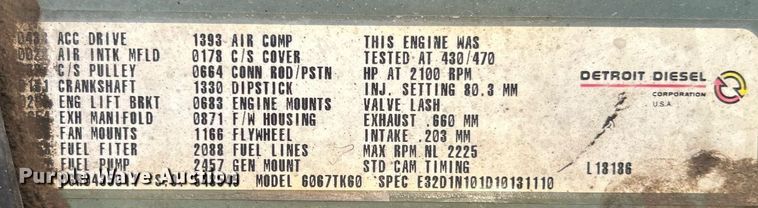 ACC DRIVE 1393 AIR COMP THIS ENGINE WAS
AIR INTK MFLD 0178 C/S COVER TESTED AT 430/470
C/S PULLEY 0664 CONN ROD/PSTN HP AT 2100 RPM
CRANKSHAFT 1330 DIPSTICK INJ. SETTING 80.3 MM
ENG LIFT BRKT 0683 ENGINE MOUNTS VALVE LASH
EXH MANIFOLD 0871 F/W HOUSING EXHAUST .660 MM
FAN MOUNTS 1166 FLYWHEEL INTAKE .203 MM
FUEL FITER 2088 FUEL LINES MAX RPM NL 2225
FUEL PUMP 2457 GEN MOUNT STD CAM TIMING L18186
MODEL 6067TK60 SPEC E32D1N101D10131110
DETROIT DIESEL
CORPORATION
U.S.A.
PurpleWaveAuction